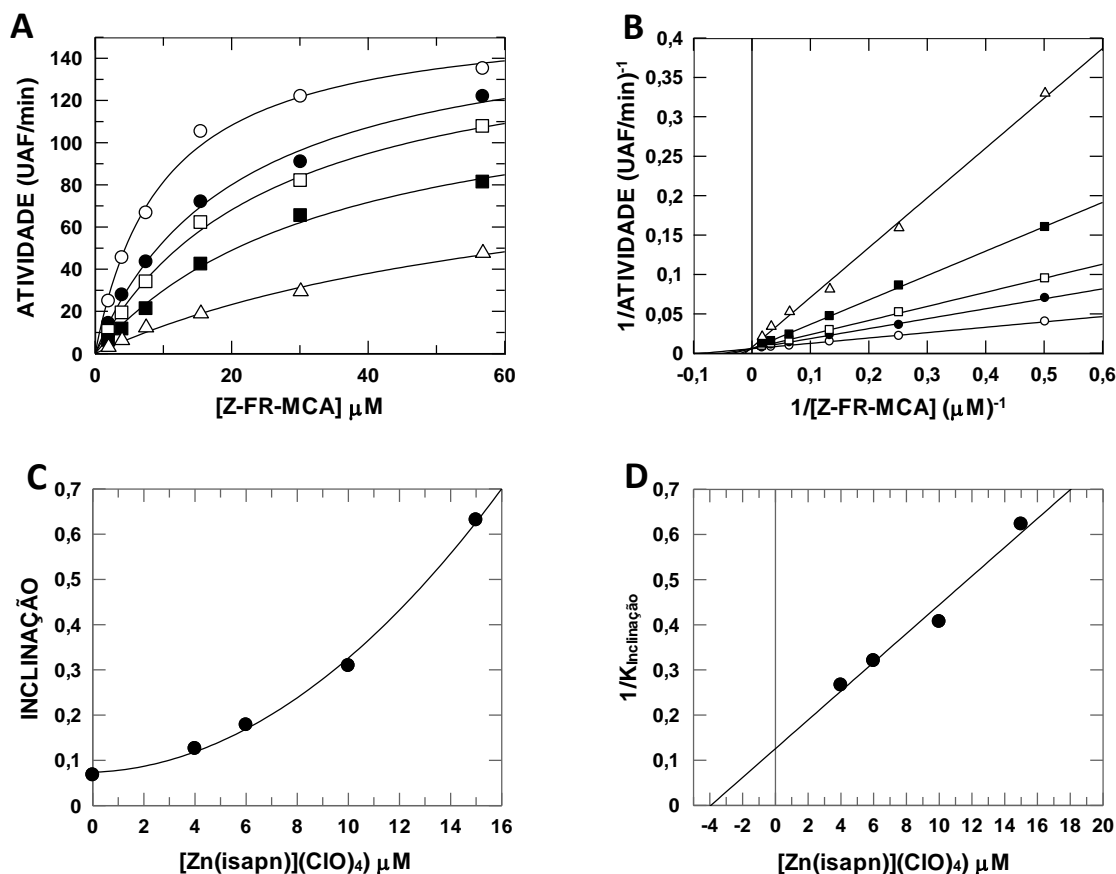 A
ATIVIDADE (UAF/min)
140
120
100
80
60
40
20
0
0 20 40 60
[Z-FR-MCA] µM
B
1/ATIVIDADE (UAF/min)-1
0,4
0,35
0,3
0,25
0,2
0,15
0,1
0,05
0
-0,1 0 0,1 0,2 0,3 0,4 0,5 0,6
1/[Z-FR-MCA] (µM)-1
C
INCLINAÇÃO
0,7
0,6
0,5
0,4
0,3
0,2
0,1
0
0 2 4 6 8 10 12 14 16
[Zn(isapn)](ClO)4) µM
D
1/KInclinação
0,7
0,6
0,5
0,4
0,3
0,2
0,1
0
-4 -2 0 2 4 6 8 10 12 14 16 18 20
[Zn(isapn)](ClO)4) µM